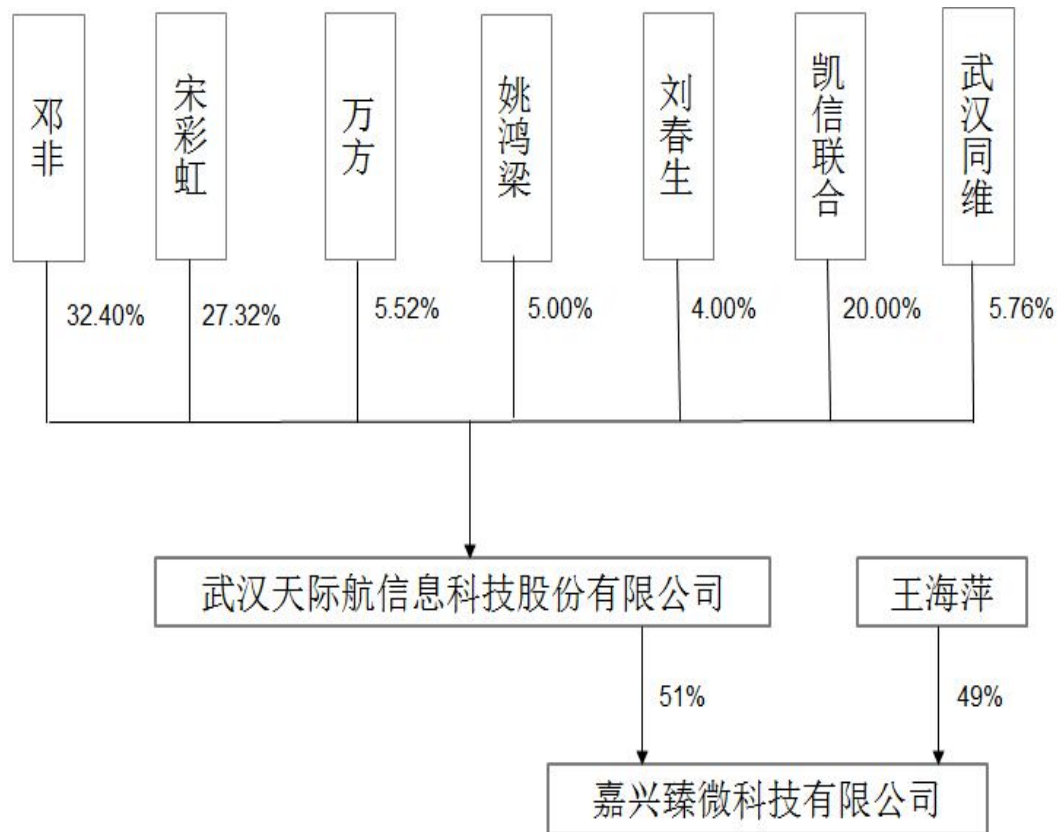 邓非
宋彩虹
万方
姚鸿梁
刘春生
凯信联合
武汉同维
32.40%
27.32%
5.52%
5.00%
4.00%
20.00%
5.76%
武汉天际航信息科技股份有限公司
王海萍
51%
49%
嘉兴臻微科技有限公司